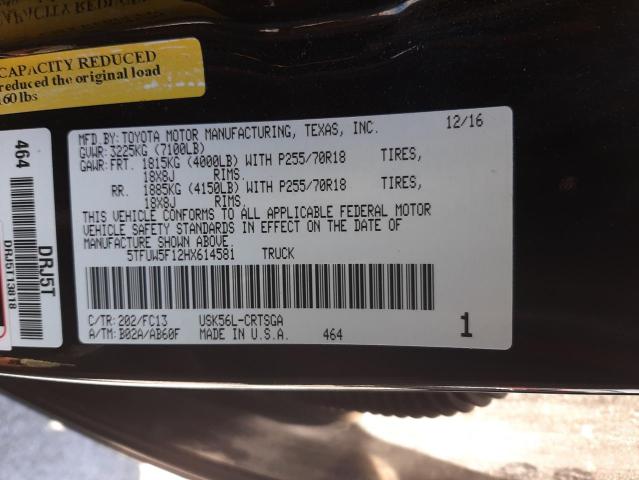 CAPACITY REDUCED
reduced the original load
160 lbs
464
DRJ5T
DRJ5T13818
MFD.BY: TOYOTA MOTOR MANUFACTURING, TEXAS, INC. 12/16
GVWR: 3225KG (7100LB)
GAWR: FRT. 1815KG (4000LB) WITH P255/70R18 TIRES,
18X8J RIMS.
RR. 1885KG (4150LB) WITH P255/70R18 TIRES,
18X8J RIMS.
THIS VEHICLE CONFORMS TO ALL APPLICABLE FEDERAL MOTOR
VEHICLE SAFETY STANDARDS IN EFFECT ON THE DATE OF
MANUFACTURE SHOWN ABOVE.
5TFUW5F12HX614581 TRUCK
C/TR: 202/FC13 USK56L-CRTSGA
A/TM: B02A/AB60F MADE IN U.S.A. 464 1